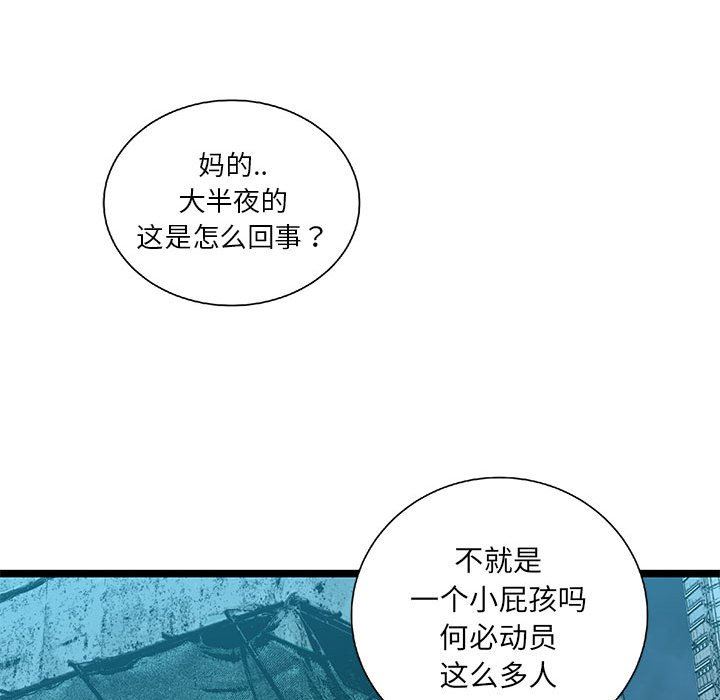 妈的..
大半夜的
这是怎么回事？
不就是
一个小屁孩吗
何必动员
这么多人